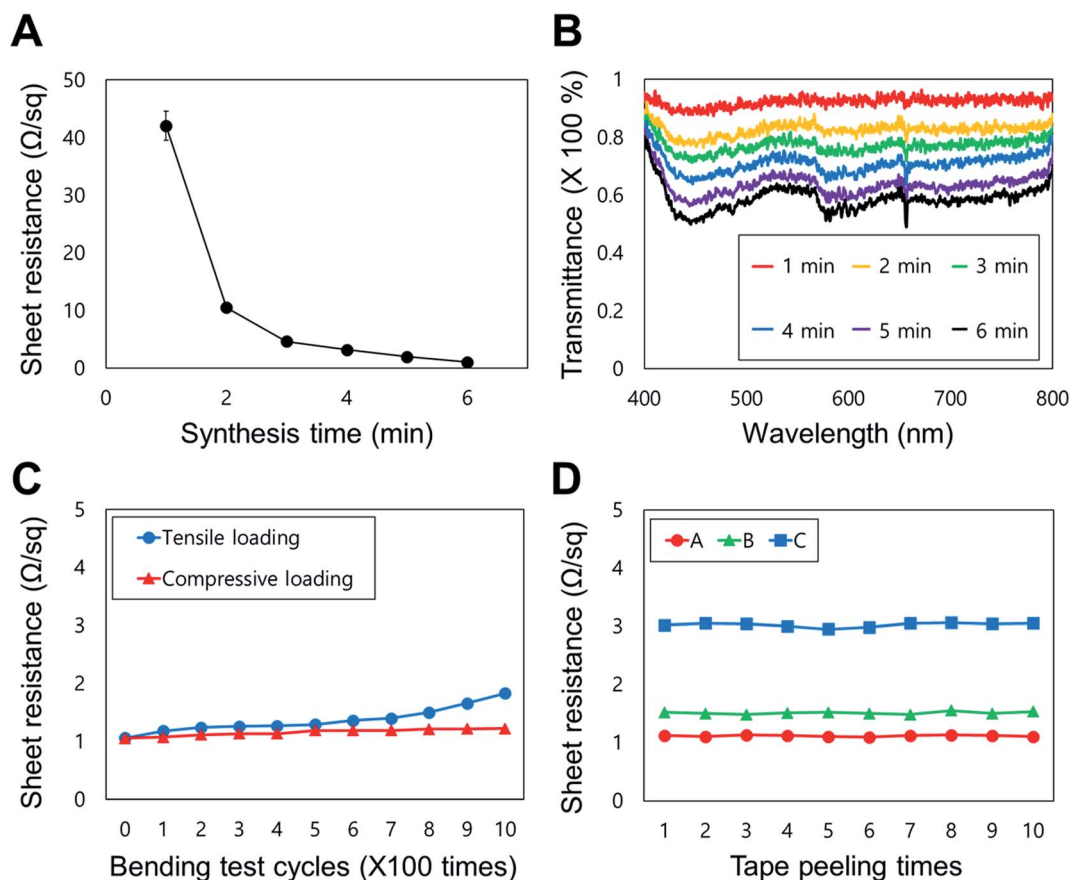 A
Sheet resistance (Ω/sq)
50
40
30
20
10
0
0 2 4 6
Synthesis time (min)
B
Transmittance (X 100 %)
1
0.8
0.6
0.4
0.2
0
1 min 2 min 3 min
4 min 5 min 6 min
400 500 600 700 800
Wavelength (nm)
C
Sheet resistance (Ω/sq)
5
4
3
2
1
0
Tensile loading
Compressive loading
0 1 2 3 4 5 6 7 8 9 10
Bending test cycles (X100 times)
D
Sheet resistance (Ω/sq)
5
4
3
2
1
0
A B C
1 2 3 4 5 6 7 8 9 10
Tape peeling times